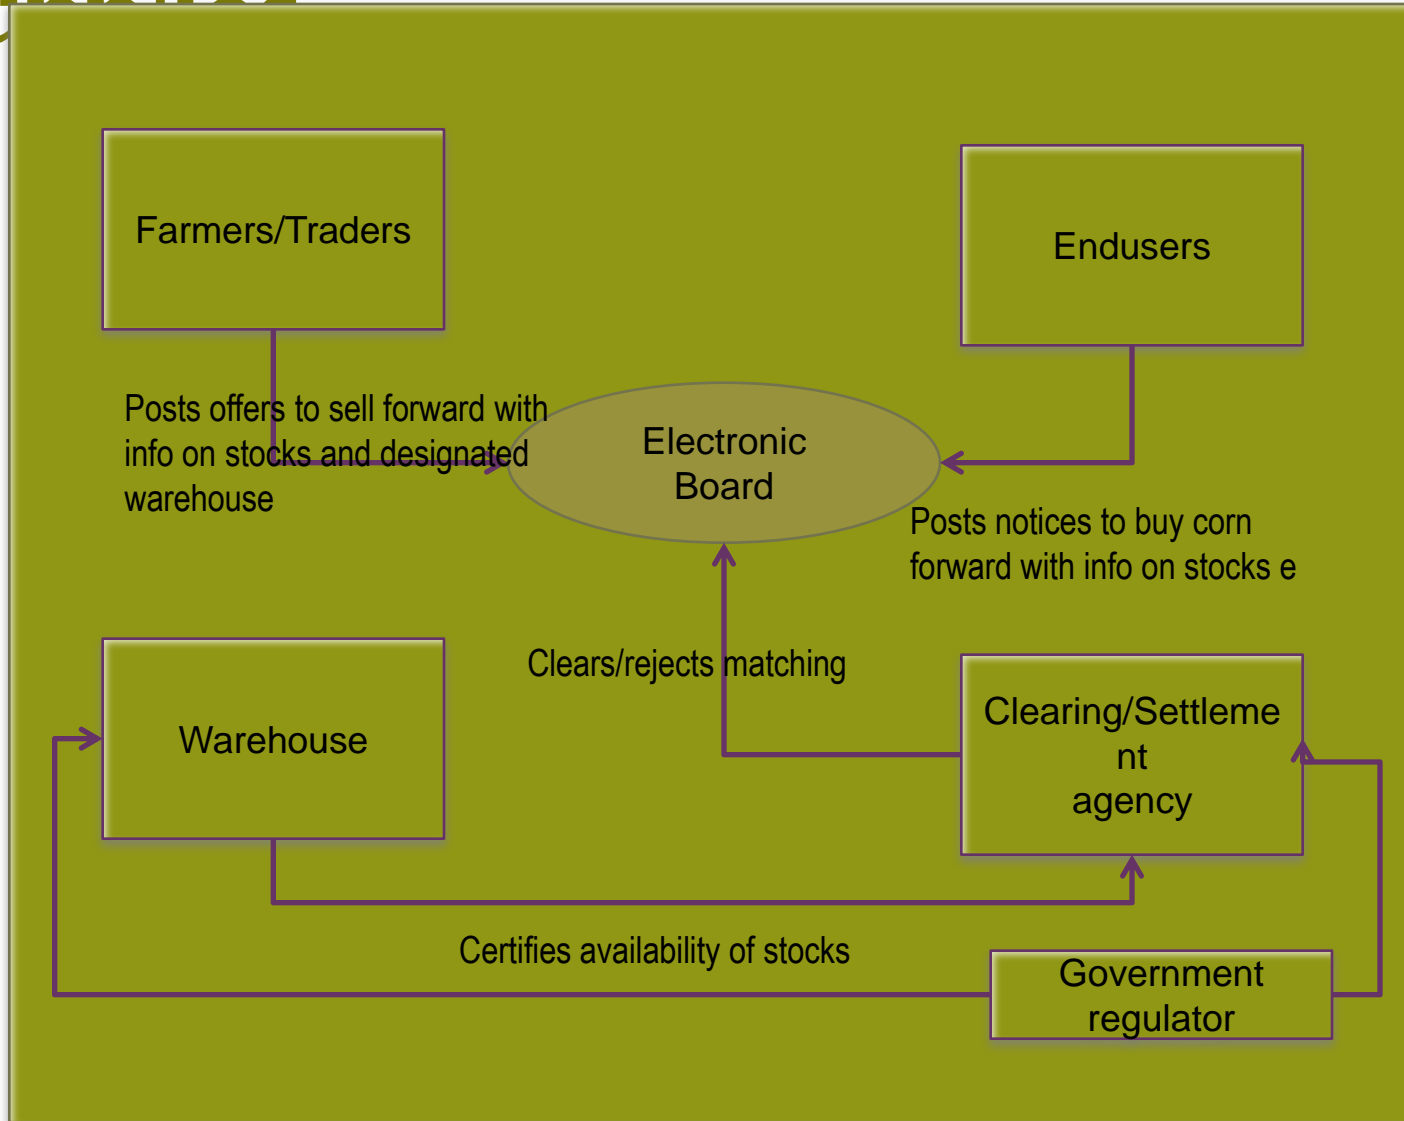 Farmers/Traders
Endusers
Posts offers to sell forward with
info on stocks and designated
warehouse
Electronic
Board
Posts notices to buy corn
forward with info on stocks e
Clears/rejects matching
Warehouse
Clearing/Settleme
nt
agency
Certifies availability of stocks
Government
regulator